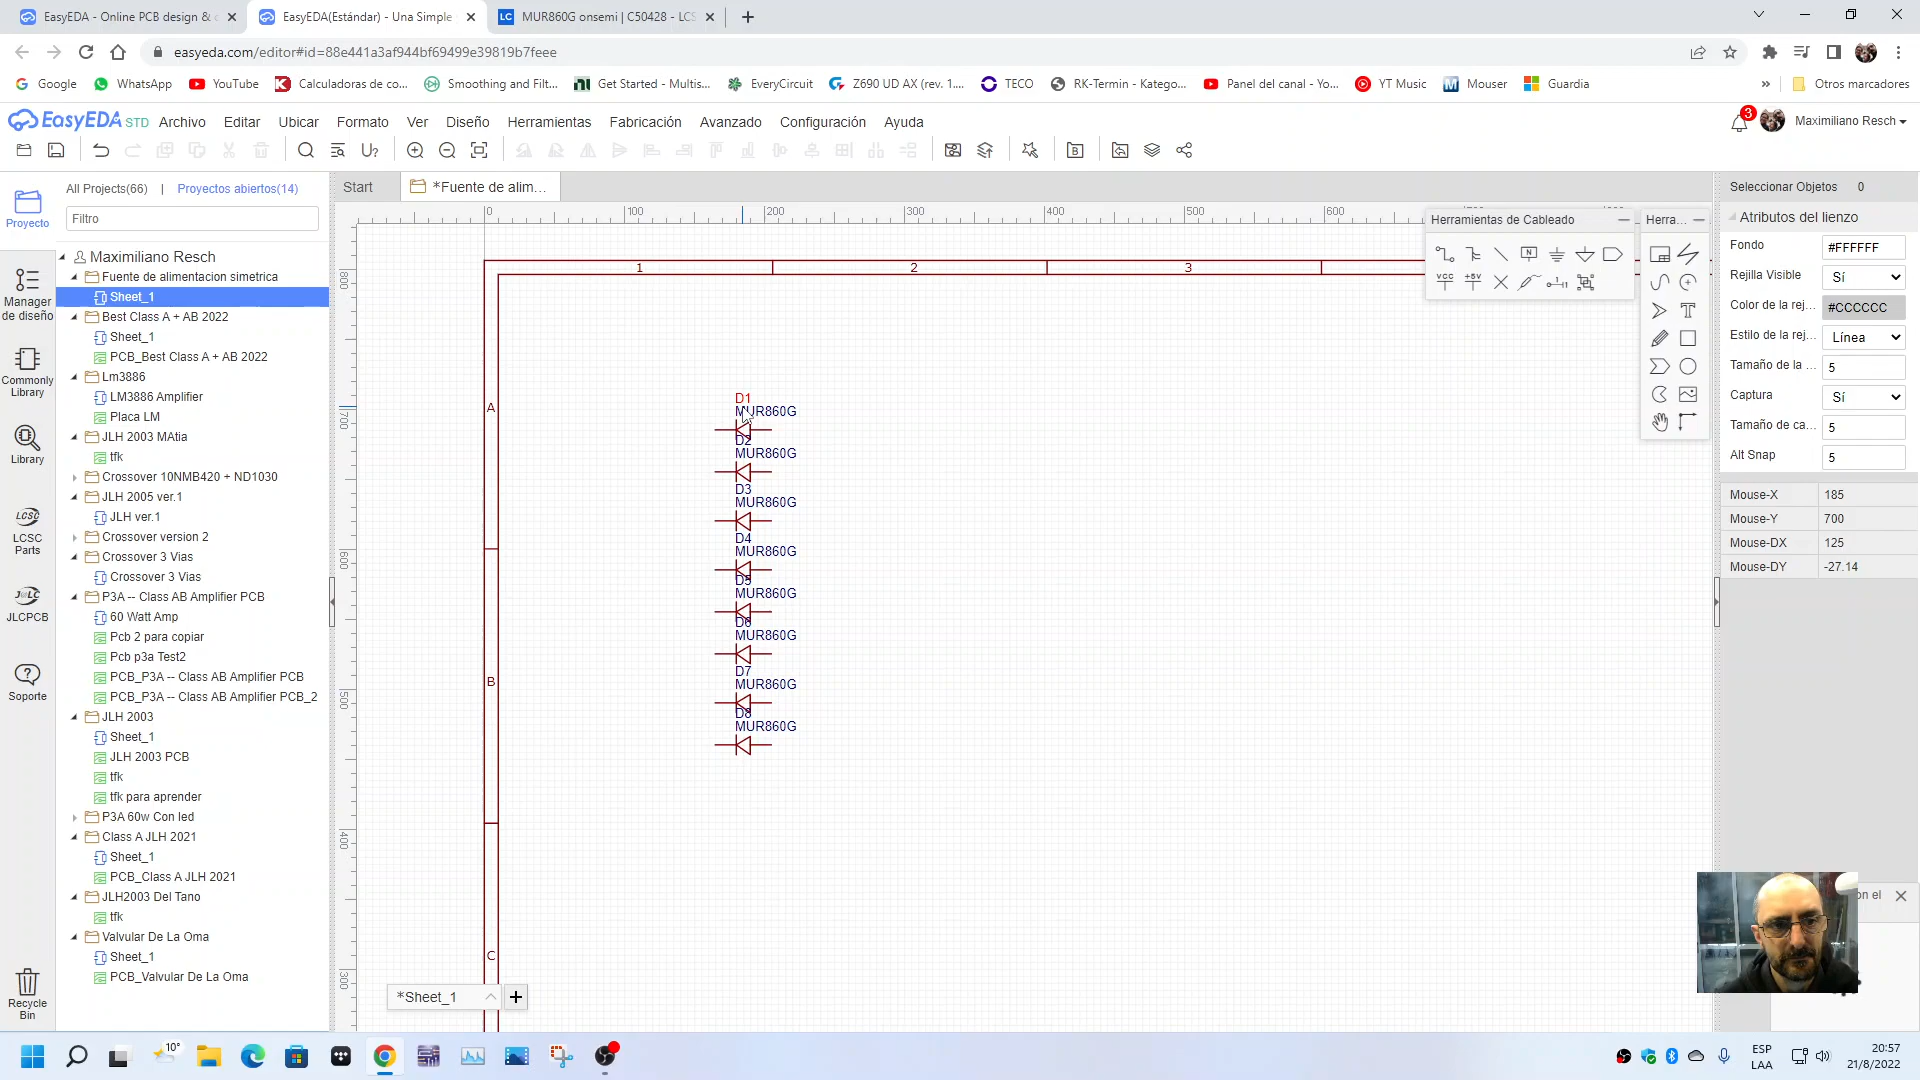 EasyEDA - Online PCB design & c
EasyEDA(Estándar) - Una Simple
LC MUR860G onsemi | C50428 - LCS
easyeda.com/editor#id=88e441a3af944bf69499e39819b7feee
Google
WhatsApp
YouTube
Calculadoras de co...
Smoothing and Filt...
Get Started - Multis...
EveryCircuit
Z690 UD AX (rev. 1....
TECO
RK-Termin - Katego...
Panel del canal - Yo...
YT Music
Mouser
Guardia
»
Otros marcadores
EasyEDA STD
Archivo
Editar
Ubicar
Formato
Ver
Diseño
Herramientas
Fabricación
Avanzado
Configuración
Ayuda
3
Maximiliano Resch
All Projects(66) | Proyectos abiertos(14)
Filtro
Proyecto
Manager de diseño
Commonly Library
Library
LCSC Parts
JLCPCB
Soporte
Recycle Bin
Maximiliano Resch
Fuente de alimentacion simetrica
Sheet_1
Best Class A + AB 2022
Sheet_1
PCB_Best Class A + AB 2022
Lm3886
LM3886 Amplifier
Placa LM
JLH 2003 MAtia
tfk
Crossover 10NMB420 + ND1030
JLH 2005 ver.1
JLH ver.1
Crossover version 2
Crossover 3 Vias
Crossover 3 Vias
P3A -- Class AB Amplifier PCB
60 Watt Amp
Pcb 2 para copiar
Pcb p3a Test2
PCB_P3A -- Class AB Amplifier PCB
PCB_P3A -- Class AB Amplifier PCB_2
JLH 2003
Sheet_1
JLH 2003 PCB
tfk
tfk para aprender
P3A 60w Con led
Class A JLH 2021
Sheet_1
PCB_Class A JLH 2021
JLH2003 Del Tano
tfk
Valvular De La Oma
Sheet_1
PCB_Valvular De La Oma
Start
*Fuente de alim...
0 100 200 300 400 500 600
800
700
600
500
400
300
1 2 3
A
B
C
D1
MUR860G
D2
MUR860G
D3
MUR860G
D4
MUR860G
D5
MUR860G
D6
MUR860G
D7
MUR860G
D8
MUR860G
Herramientas de Cableado
VCC
+5V
Herra...
*Sheet_1
Seleccionar Objetos 0
Atributos del lienzo
Fondo #FFFFFF
Rejilla Visible Sí
Color de la rej... #CCCCCC
Estilo de la rej... Línea
Tamaño de la ... 5
Captura Sí
Tamaño de ca... 5
Alt Snap 5
Mouse-X 185
Mouse-Y 700
Mouse-DX 125
Mouse-DY -27.14
on el
10°
ESP
LAA
20:57
21/8/2022